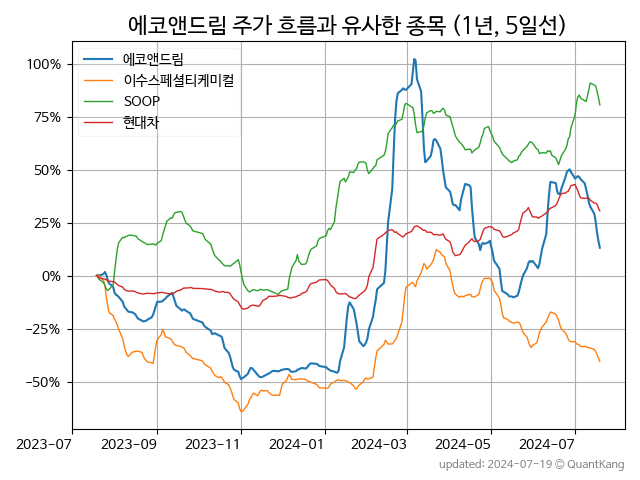 에코앤드림 주가 흐름과 유사한 종목 (1년, 5일선)
에코앤드림
이수스페셜티케미컬
SOOP
현대차
100%
75%
50%
25%
0%
−25%
−50%
2023-07 2023-09 2023-11 2024-01 2024-03 2024-05 2024-07
updated: 2024-07-19 © QuantKang